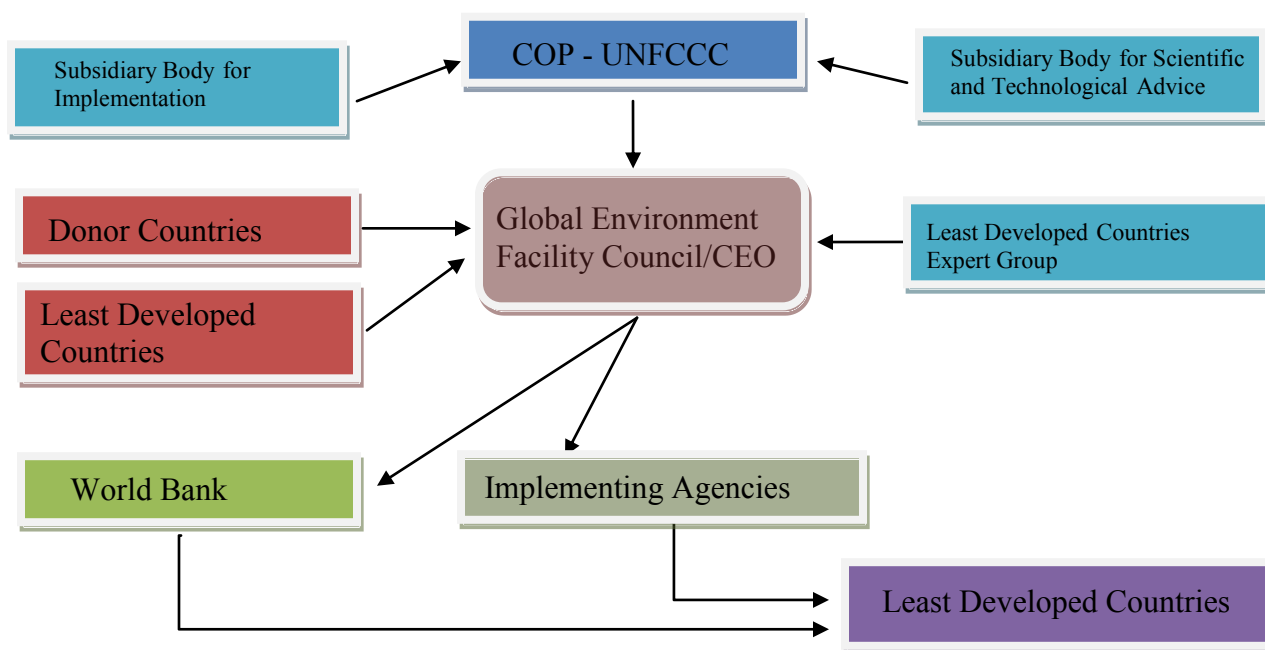 Subsidiary Body for
Implementation
COP - UNFCCC
Subsidiary Body for Scientific
and Technological Advice
Donor Countries
Global Environment
Facility Council/CEO
Least Developed Countries
Expert Group
Least Developed
Countries
World Bank
Implementing Agencies
Least Developed Countries